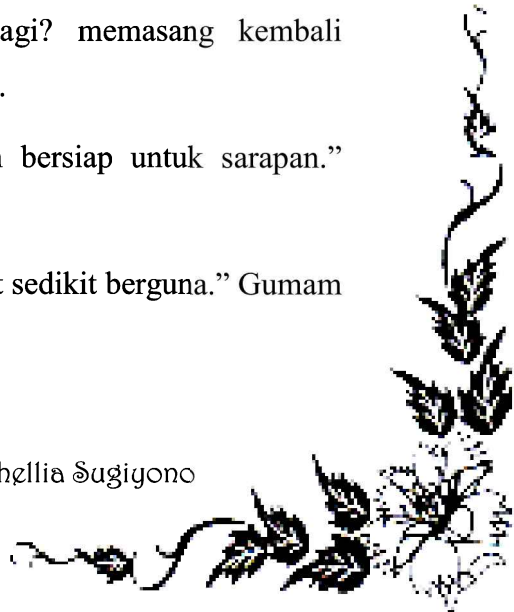 agi? memasang kembali
.
bersiap untuk sarapan.”
sedikit berguna.” Gumam
hellia Sugiyono